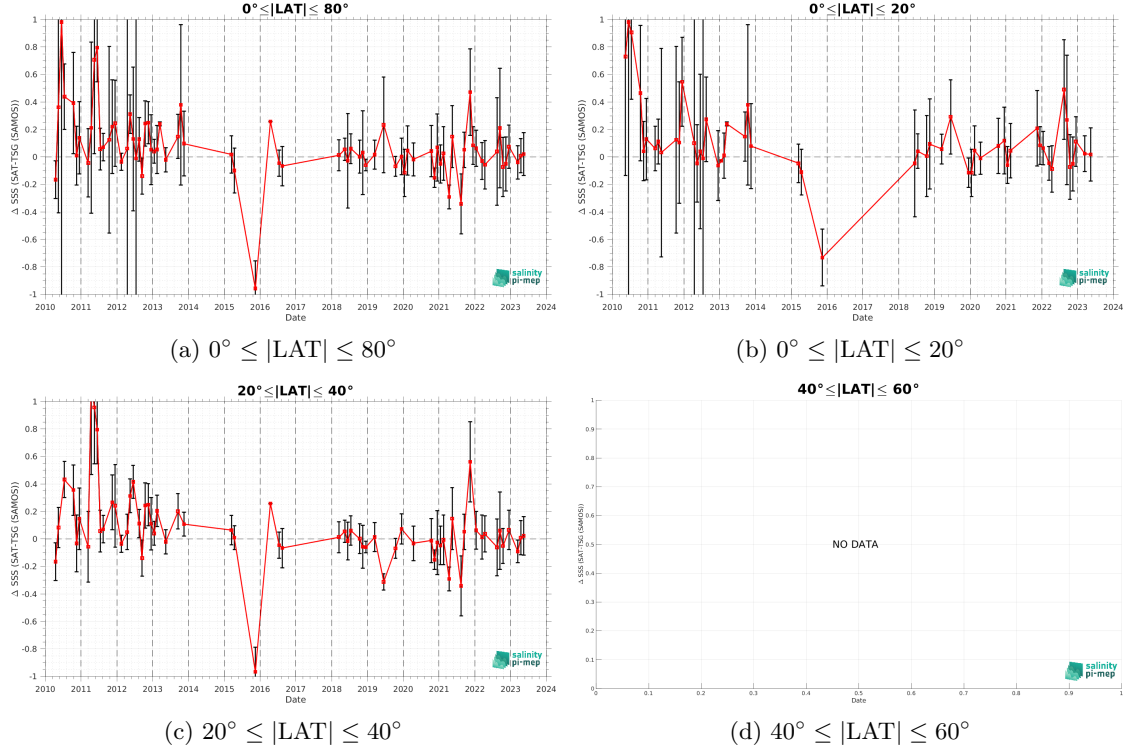 0°≤|LAT|≤ 80°
Δ SSS (SAT-TSG (SAMOS))
1
0.8
0.6
0.4
0.2
0
-0.2
-0.4
-0.6
-0.8
-1
2010 2011 2012 2013 2014 2015 2016 2017 2018 2019 2020 2021 2022 2023 2024
Date
salinity
pi-mep
(a) 0° ≤ |LAT| ≤ 80°
0°≤|LAT|≤ 20°
Δ SSS (SAT-TSG (SAMOS))
1
0.8
0.6
0.4
0.2
0
-0.2
-0.4
-0.6
-0.8
-1
2010 2011 2012 2013 2014 2015 2016 2017 2018 2019 2020 2021 2022 2023 2024
Date
salinity
pi-mep
(b) 0° ≤ |LAT| ≤ 20°
20°≤|LAT|≤ 40°
Δ SSS (SAT-TSG (SAMOS))
1
0.8
0.6
0.4
0.2
0
-0.2
-0.4
-0.6
-0.8
-1
2010 2011 2012 2013 2014 2015 2016 2017 2018 2019 2020 2021 2022 2023 2024
Date
salinity
pi-mep
(c) 20° ≤ |LAT| ≤ 40°
40°≤|LAT|≤ 60°
Δ SSS (SAT-TSG (SAMOS))
1
0.9
0.8
0.7
0.6
0.5
0.4
0.3
0.2
0.1
0
NO DATA
0 0.1 0.2 0.3 0.4 0.5 0.6 0.7 0.8 0.9 1
Date
salinity
pi-mep
(d) 40° ≤ |LAT| ≤ 60°